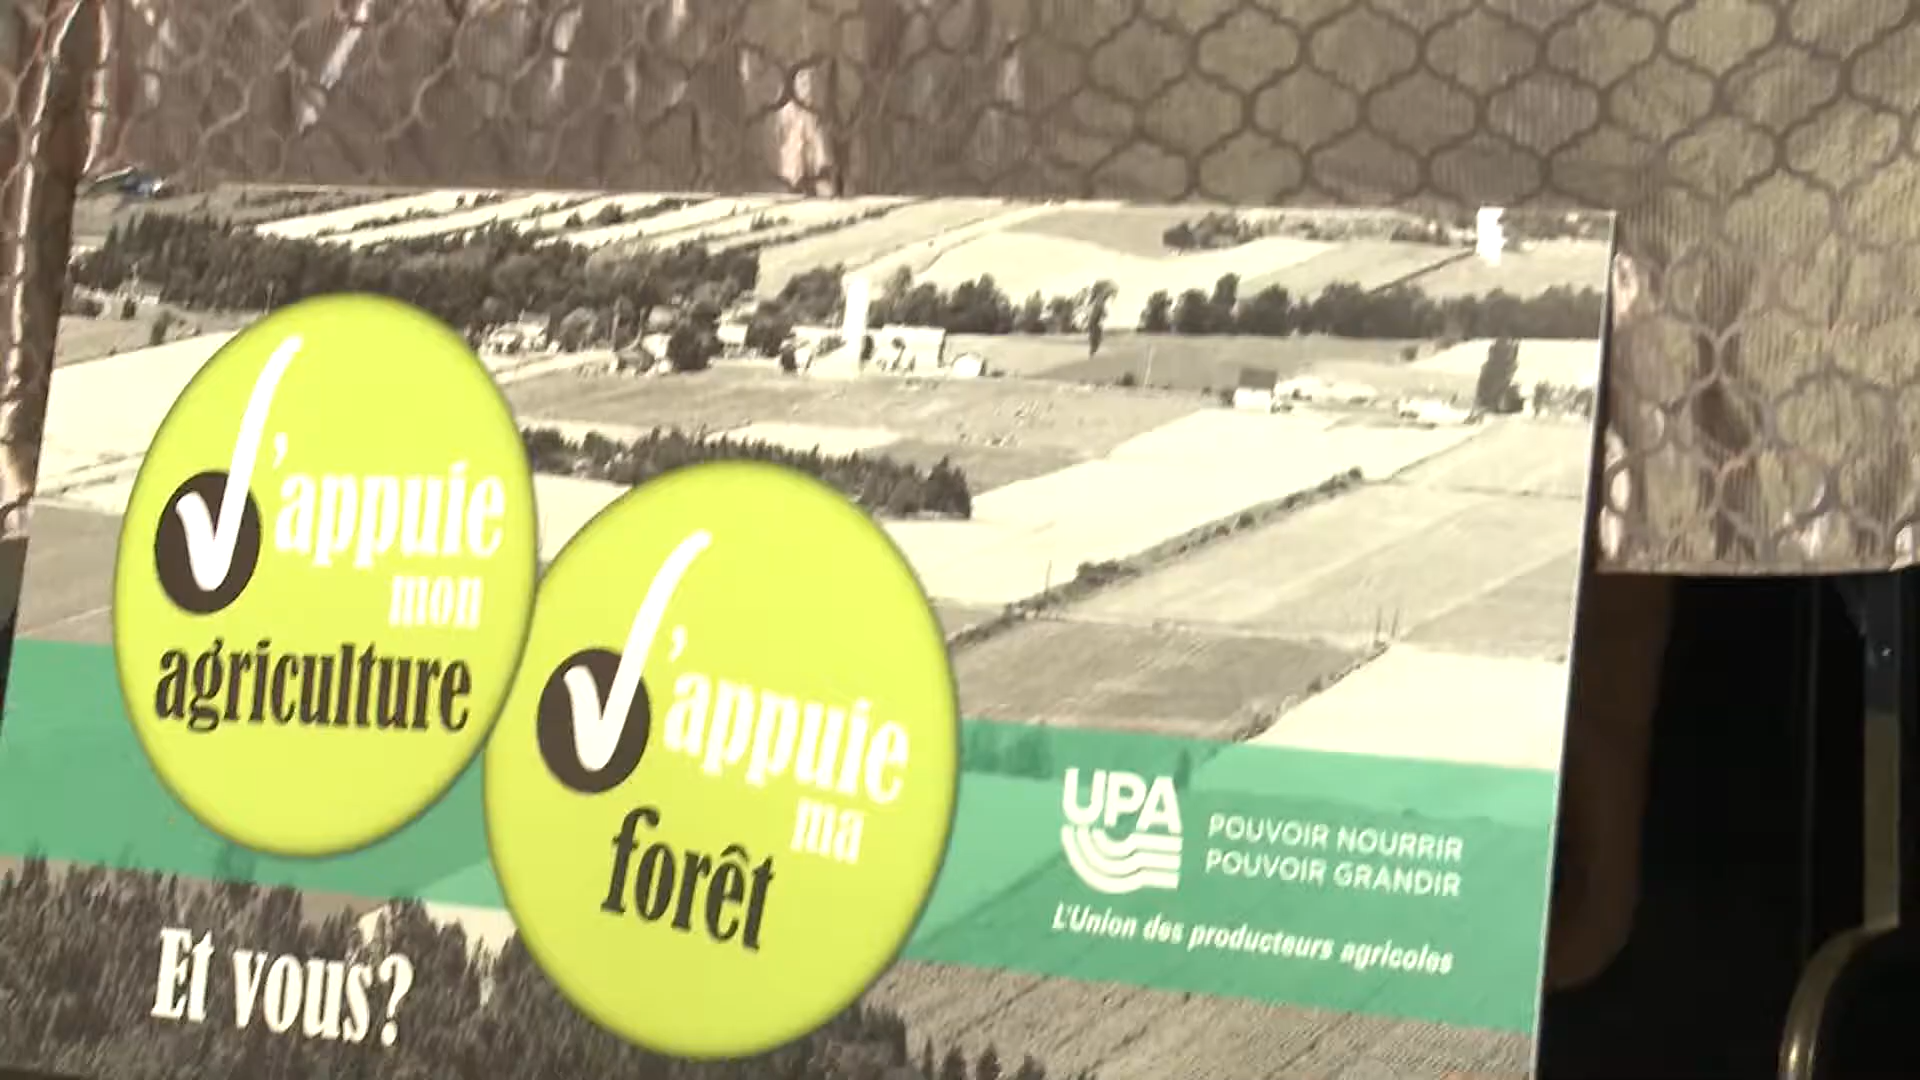 J'appuie
mon
agriculture
J'appuie
ma
forêt
Et vous?
UPA
POUVOIR NOURRIR
POUVOIR GRANDIR
L'Union des producteurs agricoles